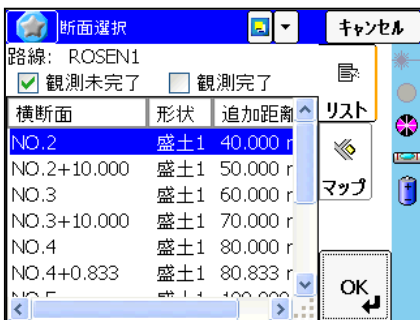 断面選択
キャンセル
路線: ROSEN1
観測未完了 観測完了
リスト
マップ
横断面 形状 追加距離
NO.2 盛土1 40.000 r
NO.2+10.000 盛土1 50.000 r
NO.3 盛土1 60.000 r
NO.3+10.000 盛土1 70.000 r
NO.4 盛土1 80.000 r
NO.4+0.833 盛土1 80.833 r
OK